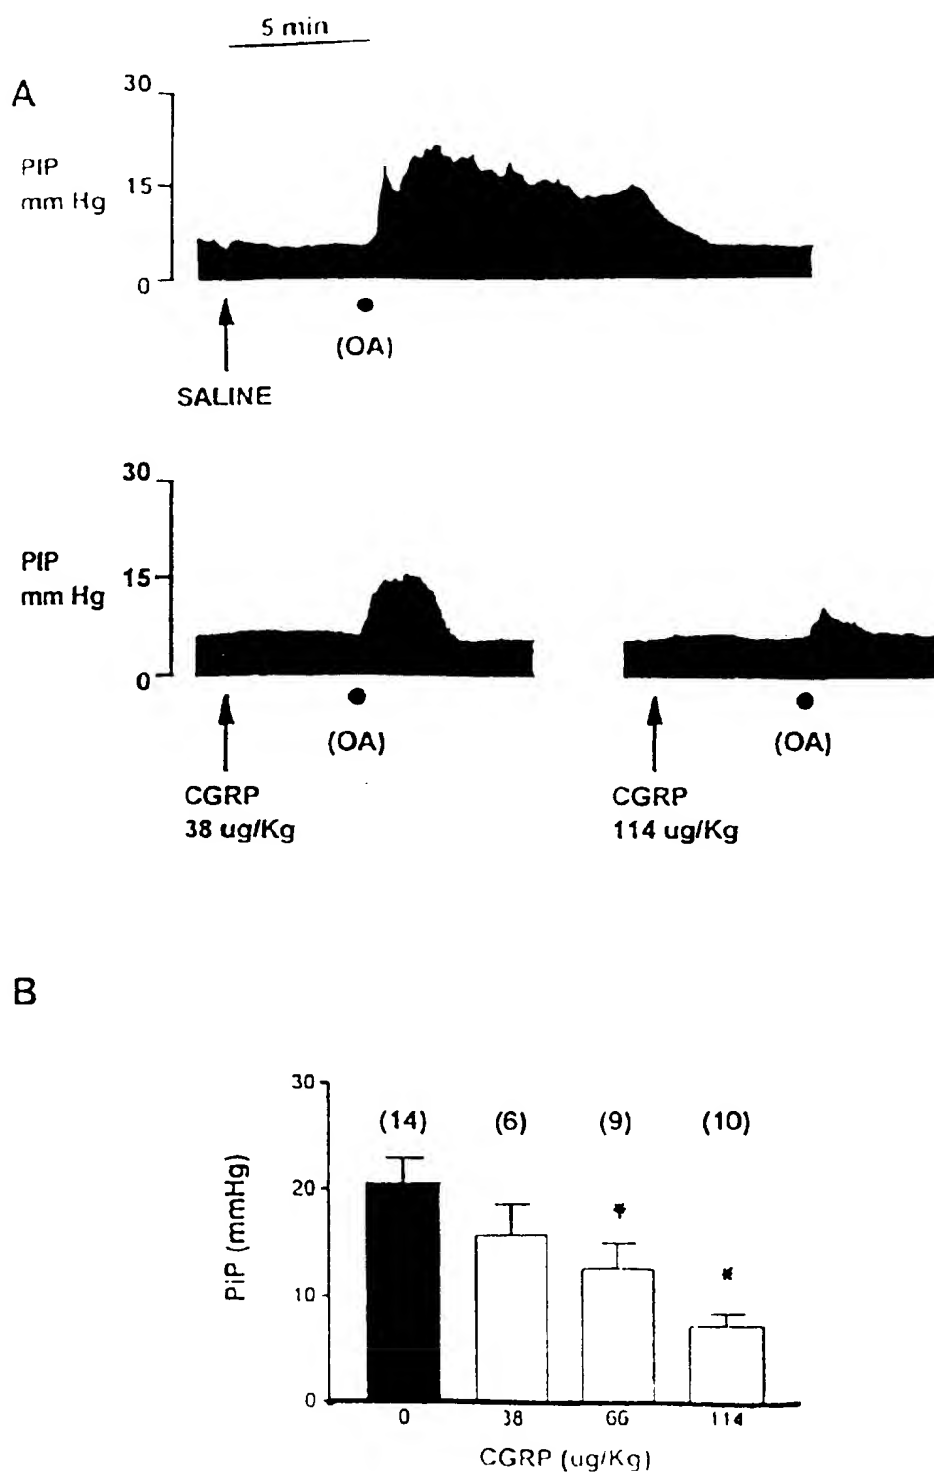 5 min
A
30
PIP
mm Hg
15
0
(OA)
SALINE
30
PIP
mm Hg
15
0
(OA)
(OA)
CGRP
38 ug/Kg
CGRP
114 ug/Kg
B
30
(14) (6) (9) (10)
20
*
*
PiP (mmHg)
10
0
0 38 66 114
CGRP (ug/Kg)